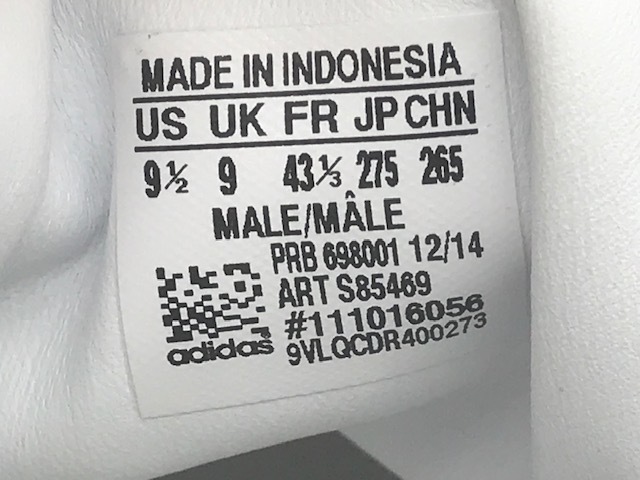 MADE IN INDONESIA
US UK FR JP CHN
9½ 9 43⅓ 275 265
MALE/MÂLE
PRB 698001 12/14
ART S85469
#111016056
adidas 9VLQCDR400273